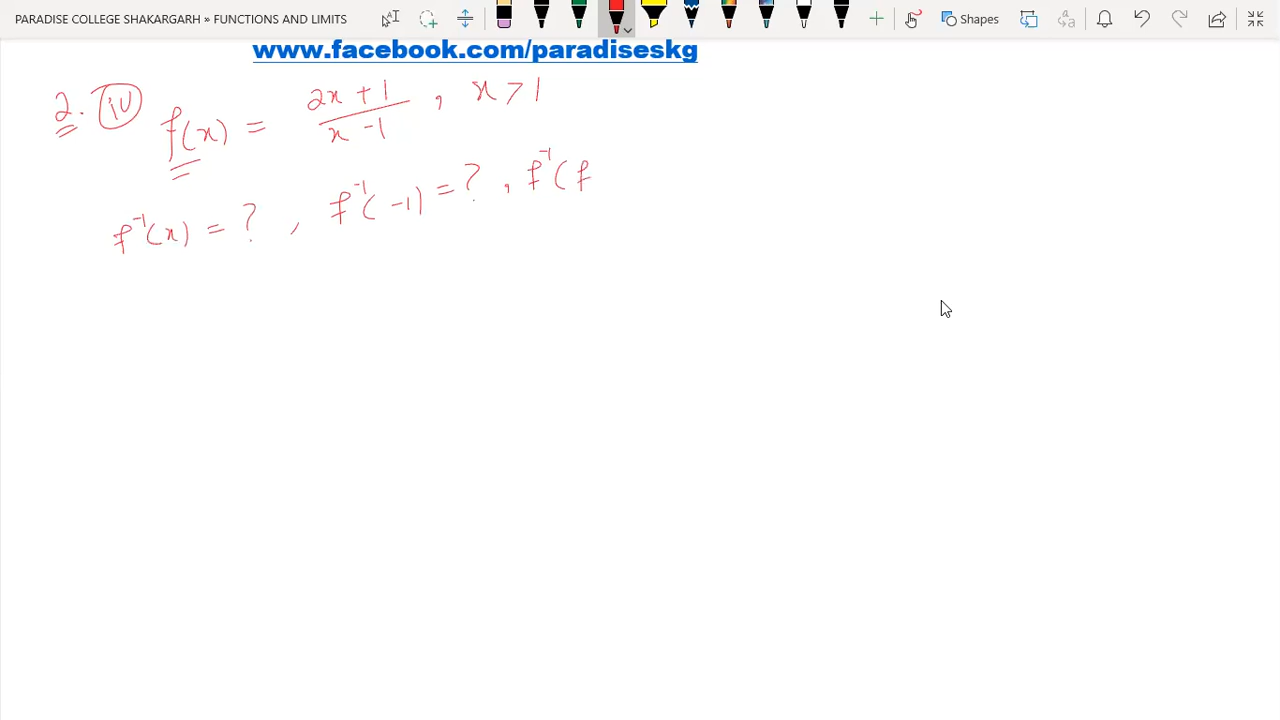 PARADISE COLLEGE SHAKARGARH » FUNCTIONS AND LIMITS
Shapes
www.facebook.com/paradiseskg
2. (iv) f(x) = (2x + 1)/(x - 1) , x > 1
f⁻¹(x) = ? , f⁻¹(-1) = ? , f⁻¹(f